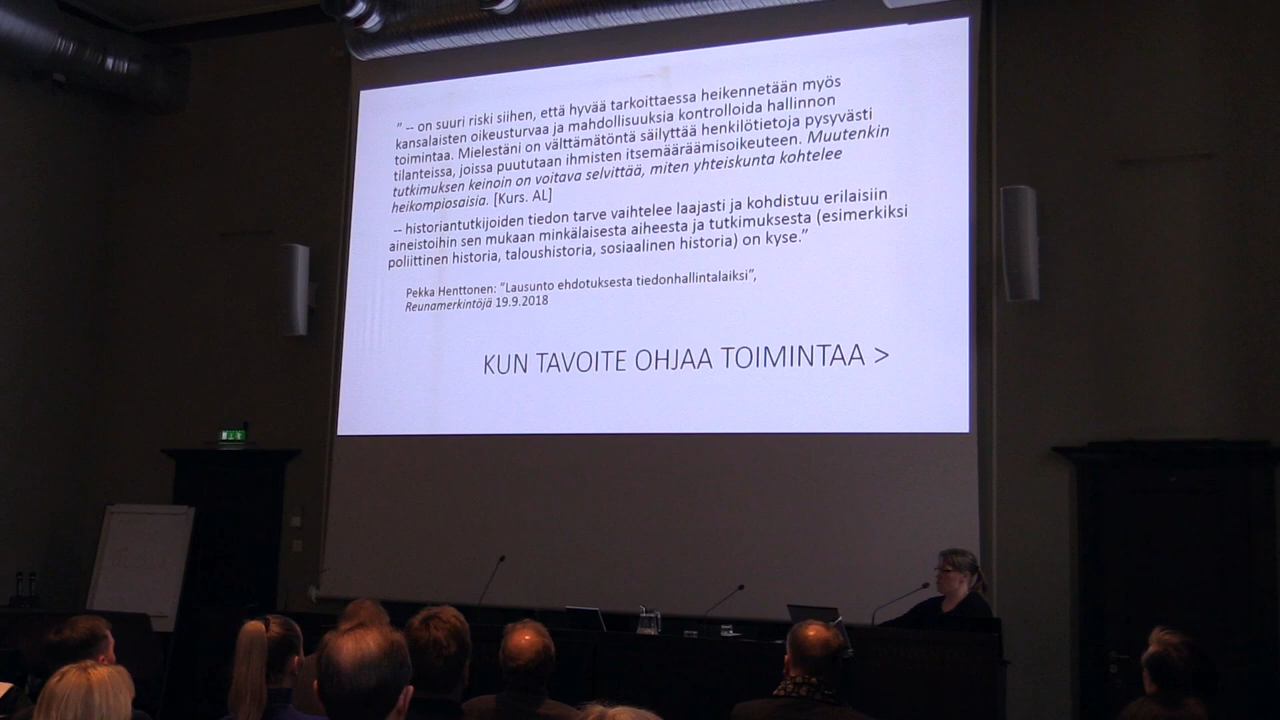 ” -- on suuri riski siihen, että hyvää tarkoittaessa heikennetään myös
kansalaisten oikeusturvaa ja mahdollisuuksia kontrolloida hallinnon
toimintaa. Mielestäni on välttämätöntä säilyttää henkilötietoja pysyvästi
tilanteissa, joissa puututaan ihmisten itsemääräämisoikeuteen. Muutenkin
tutkimuksen keinoin on voitava selvittää, miten yhteiskunta kohtelee
heikompiosaisia. [Kurs. AL]
-- historiantutkijoiden tiedon tarve vaihtelee laajasti ja kohdistuu erilaisiin
aineistoihin sen mukaan minkälaisesta aiheesta ja tutkimuksesta (esimerkiksi
poliittinen historia, taloushistoria, sosiaalinen historia) on kyse.”
Pekka Henttonen: ”Lausunto ehdotuksesta tiedonhallintalaiksi”,
Reunamerkintöjä 19.9.2018
KUN TAVOITE OHJAA TOIMINTAA >